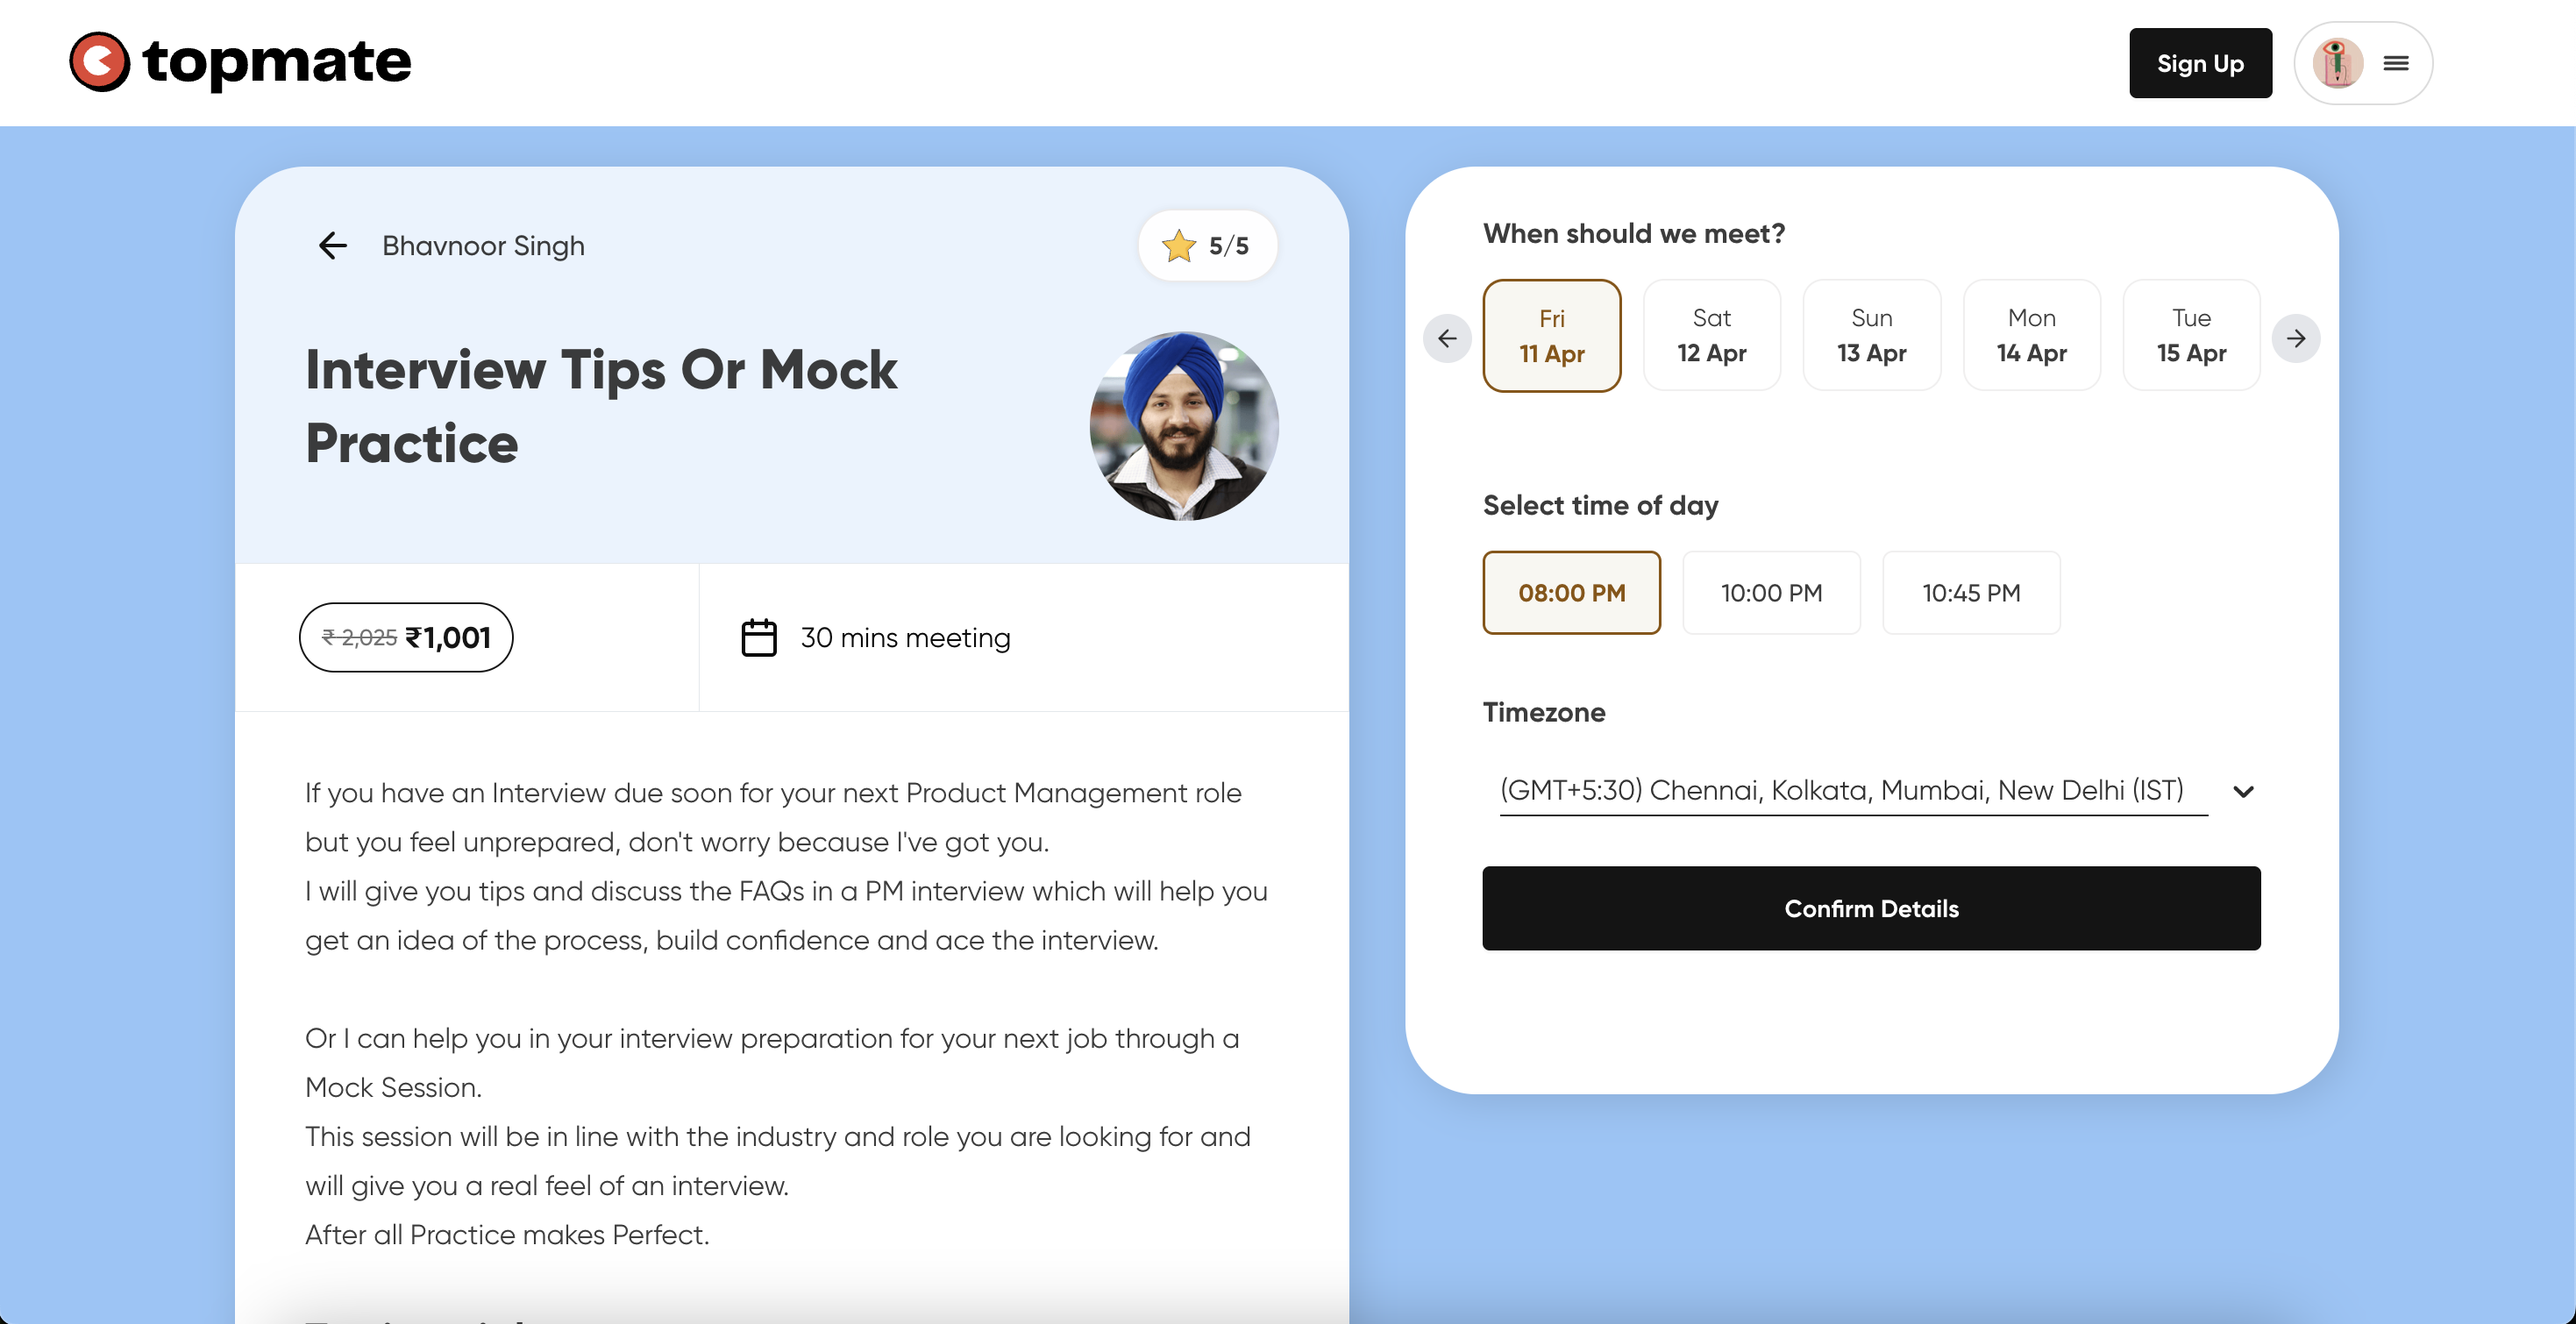 topmate
Sign Up
Bhavnoor Singh
5/5
Interview Tips Or Mock
Practice
₹ 2,025 ₹1,001
30 mins meeting
If you have an Interview due soon for your next Product Management role
but you feel unprepared, don't worry because I've got you.
I will give you tips and discuss the FAQs in a PM interview which will help you
get an idea of the process, build confidence and ace the interview.
Or I can help you in your interview preparation for your next job through a
Mock Session.
This session will be in line with the industry and role you are looking for and
will give you a real feel of an interview.
After all Practice makes Perfect.
When should we meet?
Fri
11 Apr
Sat
12 Apr
Sun
13 Apr
Mon
14 Apr
Tue
15 Apr
Select time of day
08:00 PM
10:00 PM
10:45 PM
Timezone
(GMT+5:30) Chennai, Kolkata, Mumbai, New Delhi (IST)
Confirm Details